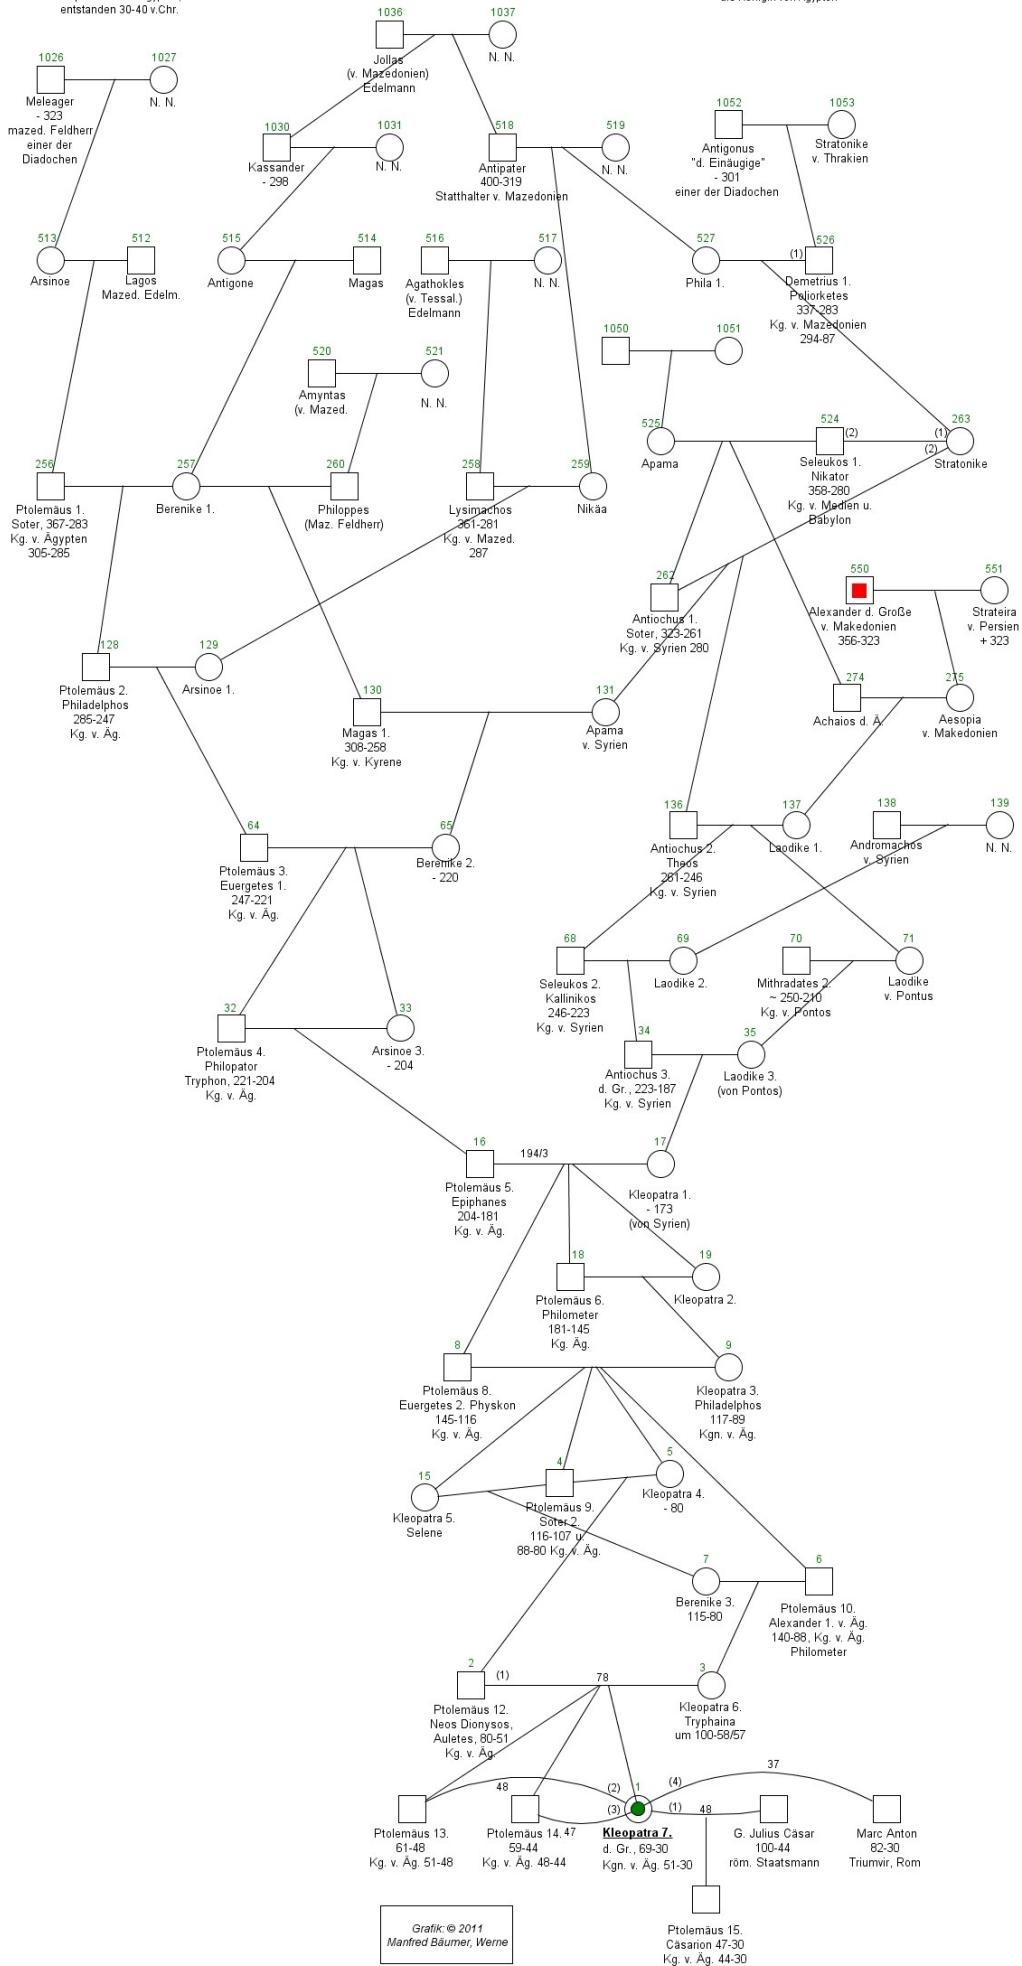 entstanden 30-40 v.Chr.
1036
1037
Jollas
(v. Mazedonien)
Edelmann
N. N.
1026
1027
Meleager
- 323
mazed. Feldherr
einer der
Diadochen
N. N.
1030
1031
Kassander
- 298
N. N.
518
519
Antipater
400-319
Statthalter v. Mazedonien
N. N.
1052
1053
Antigonus
"d. Einäugige"
- 301
einer der Diadochen
Stratonike
v. Thrakien
513
512
Arsinoe
Lagos
Mazed. Edelm.
515
514
Antigone
Magas
516
517
Agathokles
(v. Tessal.)
Edelmann
N. N.
527
(1)
526
Phila 1.
Demetrius 1.
Poliorketes
337-283
Kg. v. Mazedonien
294-87
1050
1051
520
521
Amyntas
(v. Mazed.
N. N.
525
524
(2)
(1)
(2)
263
Apama
Seleukos 1.
Nikator
358-280
Kg. v. Medien u.
Babylon
Stratonike
256
257
260
258
259
Ptolemäus 1.
Soter, 367-283
Kg. v. Ägypten
305-285
Berenike 1.
Philoppes
(Maz. Feldherr)
Lysimachos
361-281
Kg. v. Mazed.
287
Nikäa
262
Antiochus 1.
Soter, 323-261
Kg. v. Syrien 280
550
551
Alexander d. Große
v. Makedonien
356-323
Strateira
v. Persien
+ 323
128
129
Ptolemäus 2.
Philadelphos
285-247
Kg. v. Äg.
Arsinoe 1.
130
131
Magas 1.
308-258
Kg. v. Kyrene
Apama
v. Syrien
274
275
Achaios d. Ä.
Aesopia
v. Makedonien
64
65
Ptolemäus 3.
Euergetes 1.
247-221
Kg. v. Äg.
Berenike 2.
- 220
136
137
138
139
Antiochus 2.
Theos
261-246
Kg. v. Syrien
Laodike 1.
Andromachos
v. Syrien
N. N.
68
69
70
71
Seleukos 2.
Kallinikos
246-223
Kg. v. Syrien
Laodike 2.
Mithradates 2.
~ 250-210
Kg. v. Pontos
Laodike
v. Pontus
32
33
Ptolemäus 4.
Philopator
Tryphon, 221-204
Kg. v. Äg.
Arsinoe 3.
- 204
34
35
Antiochus 3.
d. Gr., 223-187
Kg. v. Syrien
Laodike 3.
(von Pontos)
16
194/3
17
Ptolemäus 5.
Epiphanes
204-181
Kg. v. Äg.
Kleopatra 1.
- 173
(von Syrien)
18
19
Ptolemäus 6.
Philometer
181-145
Kg. Äg.
Kleopatra 2.
8
9
Ptolemäus 8.
Euergetes 2. Physkon
145-116
Kg. v. Äg.
Kleopatra 3.
Philadelphos
117-89
Kgn. v. Äg.
15
4
5
Kleopatra 5.
Selene
Ptolemäus 9.
Soter 2.
116-107 u.
88-80 Kg. v. Äg.
Kleopatra 4.
- 80
7
6
Berenike 3.
115-80
Ptolemäus 10.
Alexander 1. v. Äg.
140-88, Kg. v. Äg.
Philometer
2
(1)
78
3
Ptolemäus 12.
Neos Dionysos,
Auletes, 80-51
Kg. v. Äg.
Kleopatra 6.
Tryphaina
um 100-58/57
48
(2)
1
(4)
37
(3)
(1)
48
47
Ptolemäus 13.
61-48
Kg. v. Äg. 51-48
Ptolemäus 14.
59-44
Kg. v. Äg. 48-44
Kleopatra 7.
d. Gr., 69-30
Kgn. v. Äg. 51-30
G. Julius Cäsar
100-44
röm. Staatsmann
Marc Anton
82-30
Triumvir, Rom
Ptolemäus 15.
Cäsarion 47-30
Kg. v. Äg. 44-30
Grafik: © 2011
Manfred Bäumer, Werne